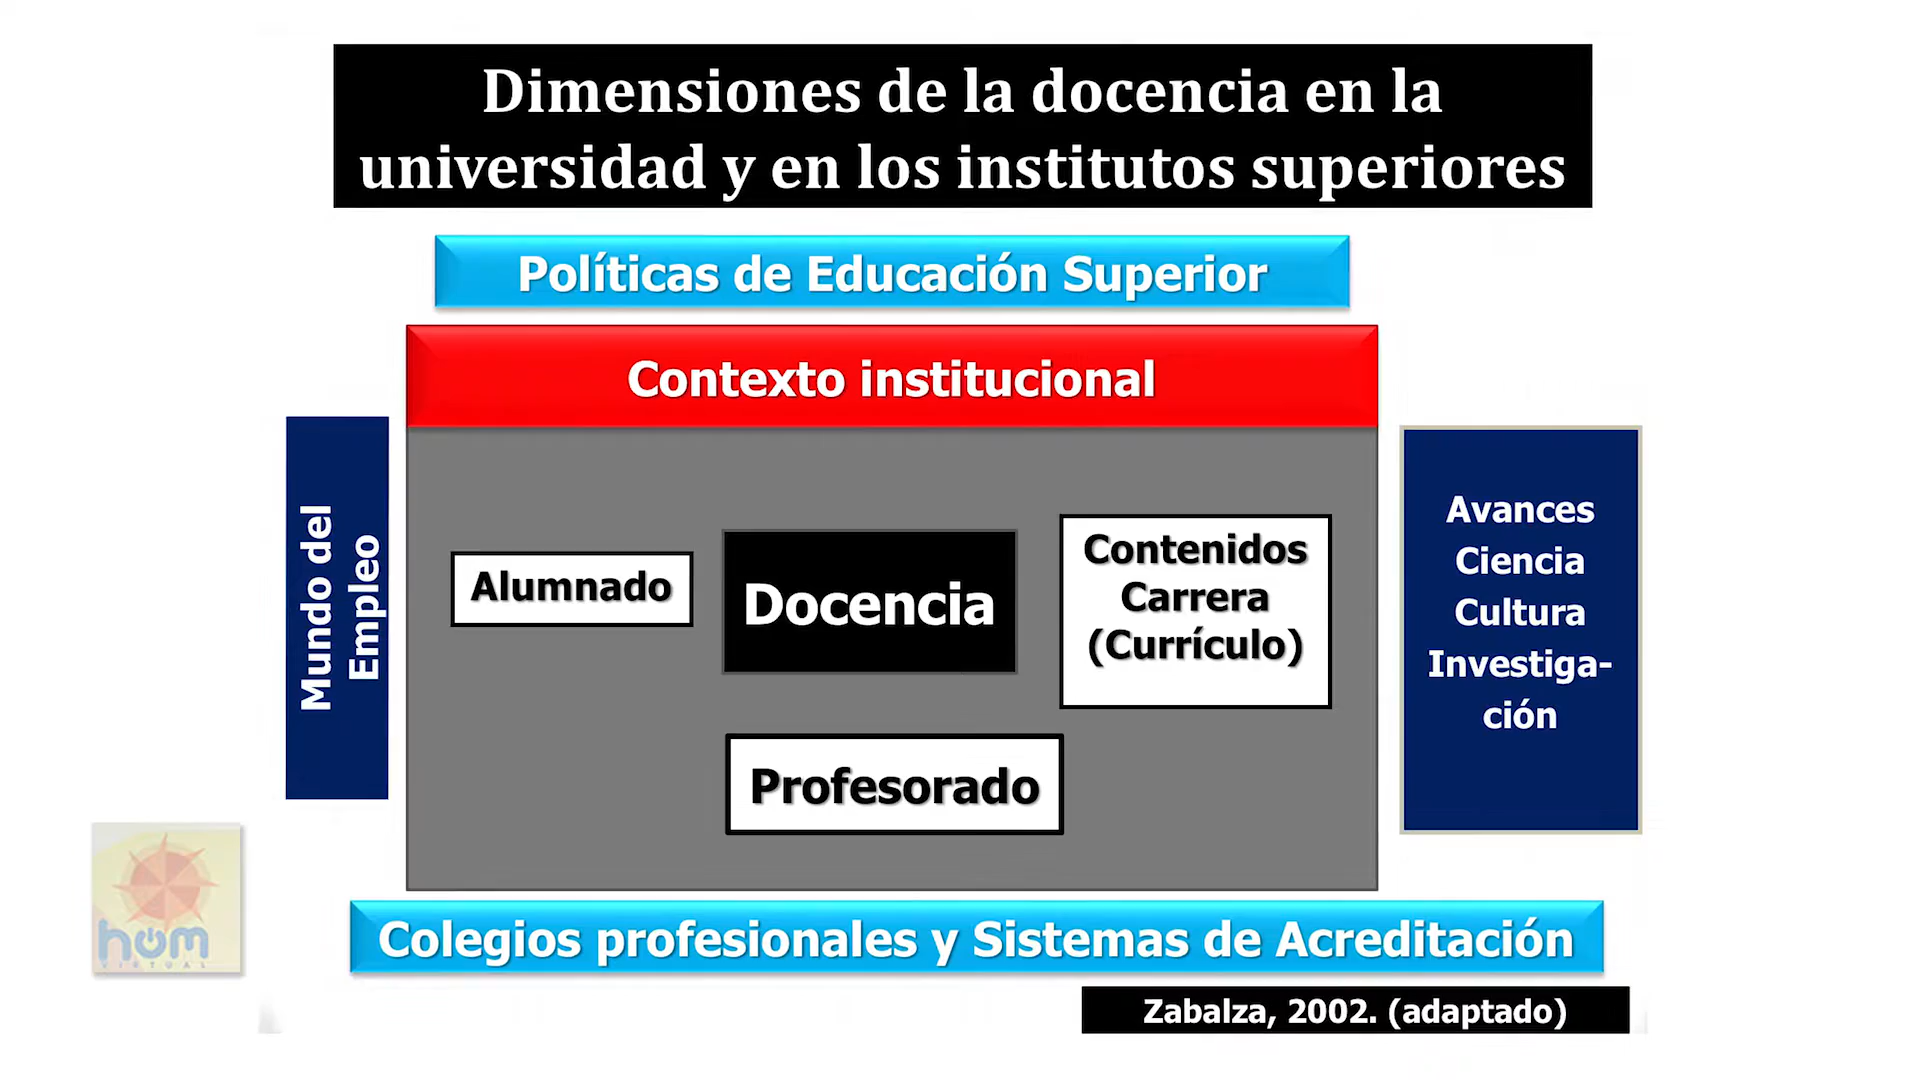 Dimensiones de la docencia en la
universidad y en los institutos superiores
Políticas de Educación Superior
Contexto institucional
Mundo del
Empleo
Alumnado
Docencia
Contenidos
Carrera
(Currículo)
Profesorado
Avances
Ciencia
Cultura
Investiga-
ción
Colegios profesionales y Sistemas de Acreditación
Zabalza, 2002. (adaptado)
hom
VIRTUAL